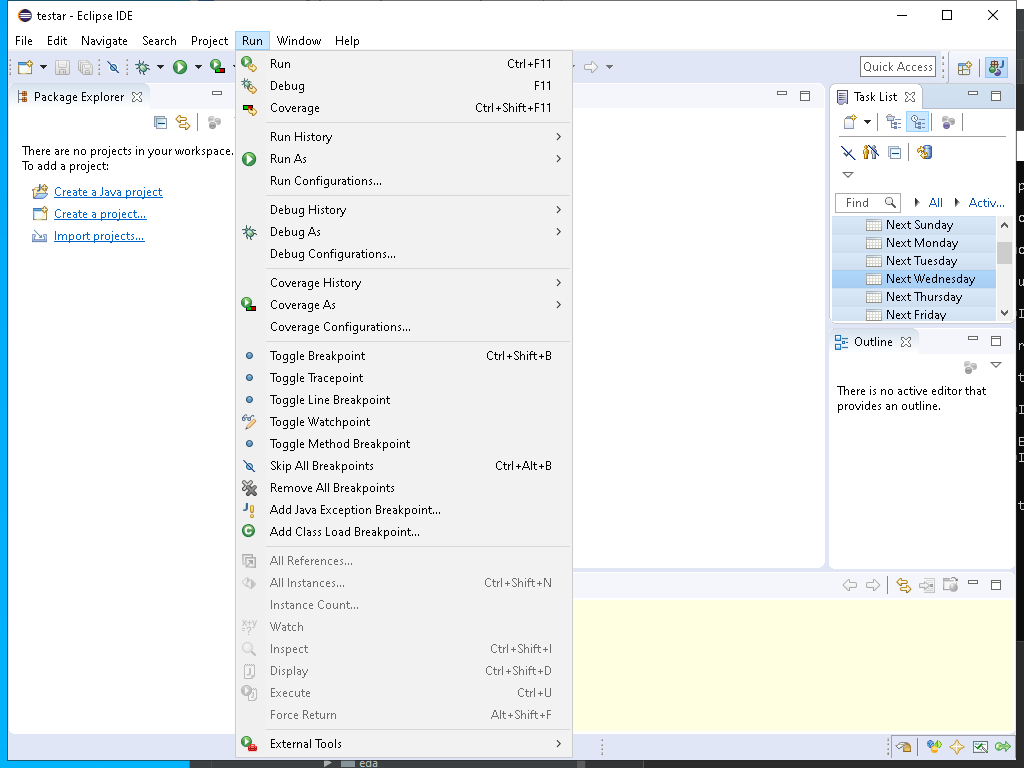 testar - Eclipse IDE
File Edit Navigate Search Project Run Window Help
Quick Access
Package Explorer
There are no projects in your workspace.
To add a project:
Create a Java project
Create a project...
Import projects...
Run Ctrl+F11
Debug F11
Coverage Ctrl+Shift+F11
Run History
Run As
Run Configurations...
Debug History
Debug As
Debug Configurations...
Coverage History
Coverage As
Coverage Configurations...
Toggle Breakpoint Ctrl+Shift+B
Toggle Tracepoint
Toggle Line Breakpoint
Toggle Watchpoint
Toggle Method Breakpoint
Skip All Breakpoints Ctrl+Alt+B
Remove All Breakpoints
Add Java Exception Breakpoint...
Add Class Load Breakpoint...
All References...
All Instances... Ctrl+Shift+N
Instance Count...
Watch
Inspect Ctrl+Shift+I
Display Ctrl+Shift+D
Execute Ctrl+U
Force Return Alt+Shift+F
External Tools
Task List
Find All Activ...
Next Sunday
Next Monday
Next Tuesday
Next Wednesday
Next Thursday
Next Friday
Outline
There is no active editor that
provides an outline.
eda